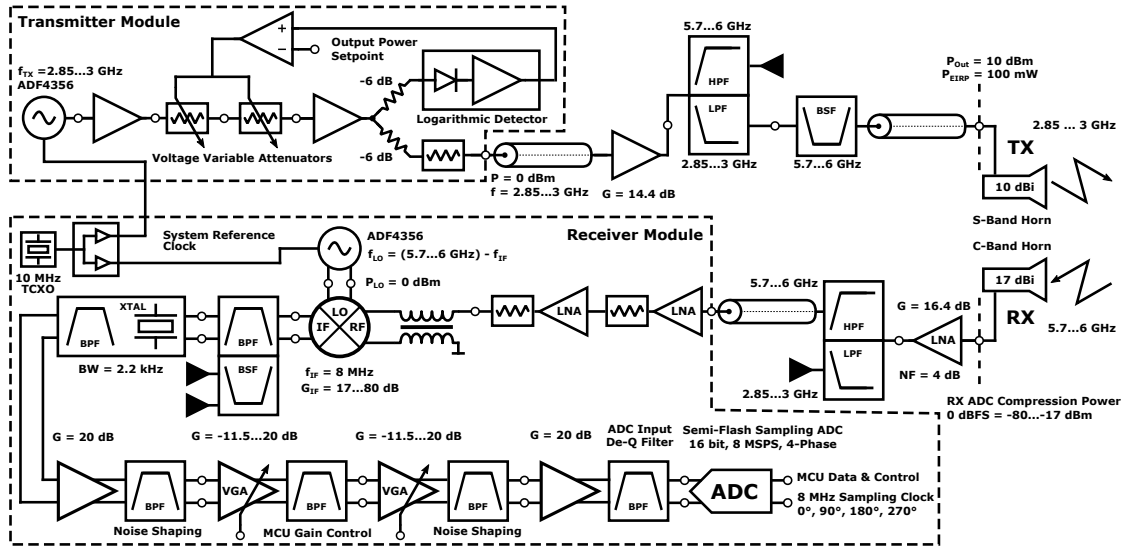 Transmitter Module
+
−
Output Power
Setpoint
f_TX = 2.85...3 GHz
ADF4356
-6 dB
Logarithmic Detector
Voltage Variable Attenuators
-6 dB
P = 0 dBm
f = 2.85...3 GHz
G = 14.4 dB
5.7...6 GHz
HPF
LPF
2.85...3 GHz
BSF
5.7...6 GHz
P_Out = 10 dBm
P_EIRP = 100 mW
2.85 ... 3 GHz
TX
10 dBi
S-Band Horn
C-Band Horn
17 dBi
RX
5.7...6 GHz
G = 16.4 dB
LNA
NF = 4 dB
RX ADC Compression Power
0 dBFS = -80...-17 dBm
5.7...6 GHz
HPF
LPF
2.85...3 GHz
Receiver Module
System Reference
Clock
10 MHz
TCXO
ADF4356
f_LO = (5.7...6 GHz) - f_IF
P_LO = 0 dBm
LO
IF
RF
LNA
LNA
XTAL
BPF
BW = 2.2 kHz
BPF
BSF
f_IF = 8 MHz
G_IF = 17...80 dB
G = 20 dB
G = -11.5...20 dB
G = -11.5...20 dB
G = 20 dB
ADC Input
De-Q Filter
Semi-Flash Sampling ADC
16 bit, 8 MSPS, 4-Phase
BPF
VGA
BPF
VGA
BPF
BPF
ADC
MCU Data & Control
8 MHz Sampling Clock
0°, 90°, 180°, 270°
Noise Shaping
MCU Gain Control
Noise Shaping